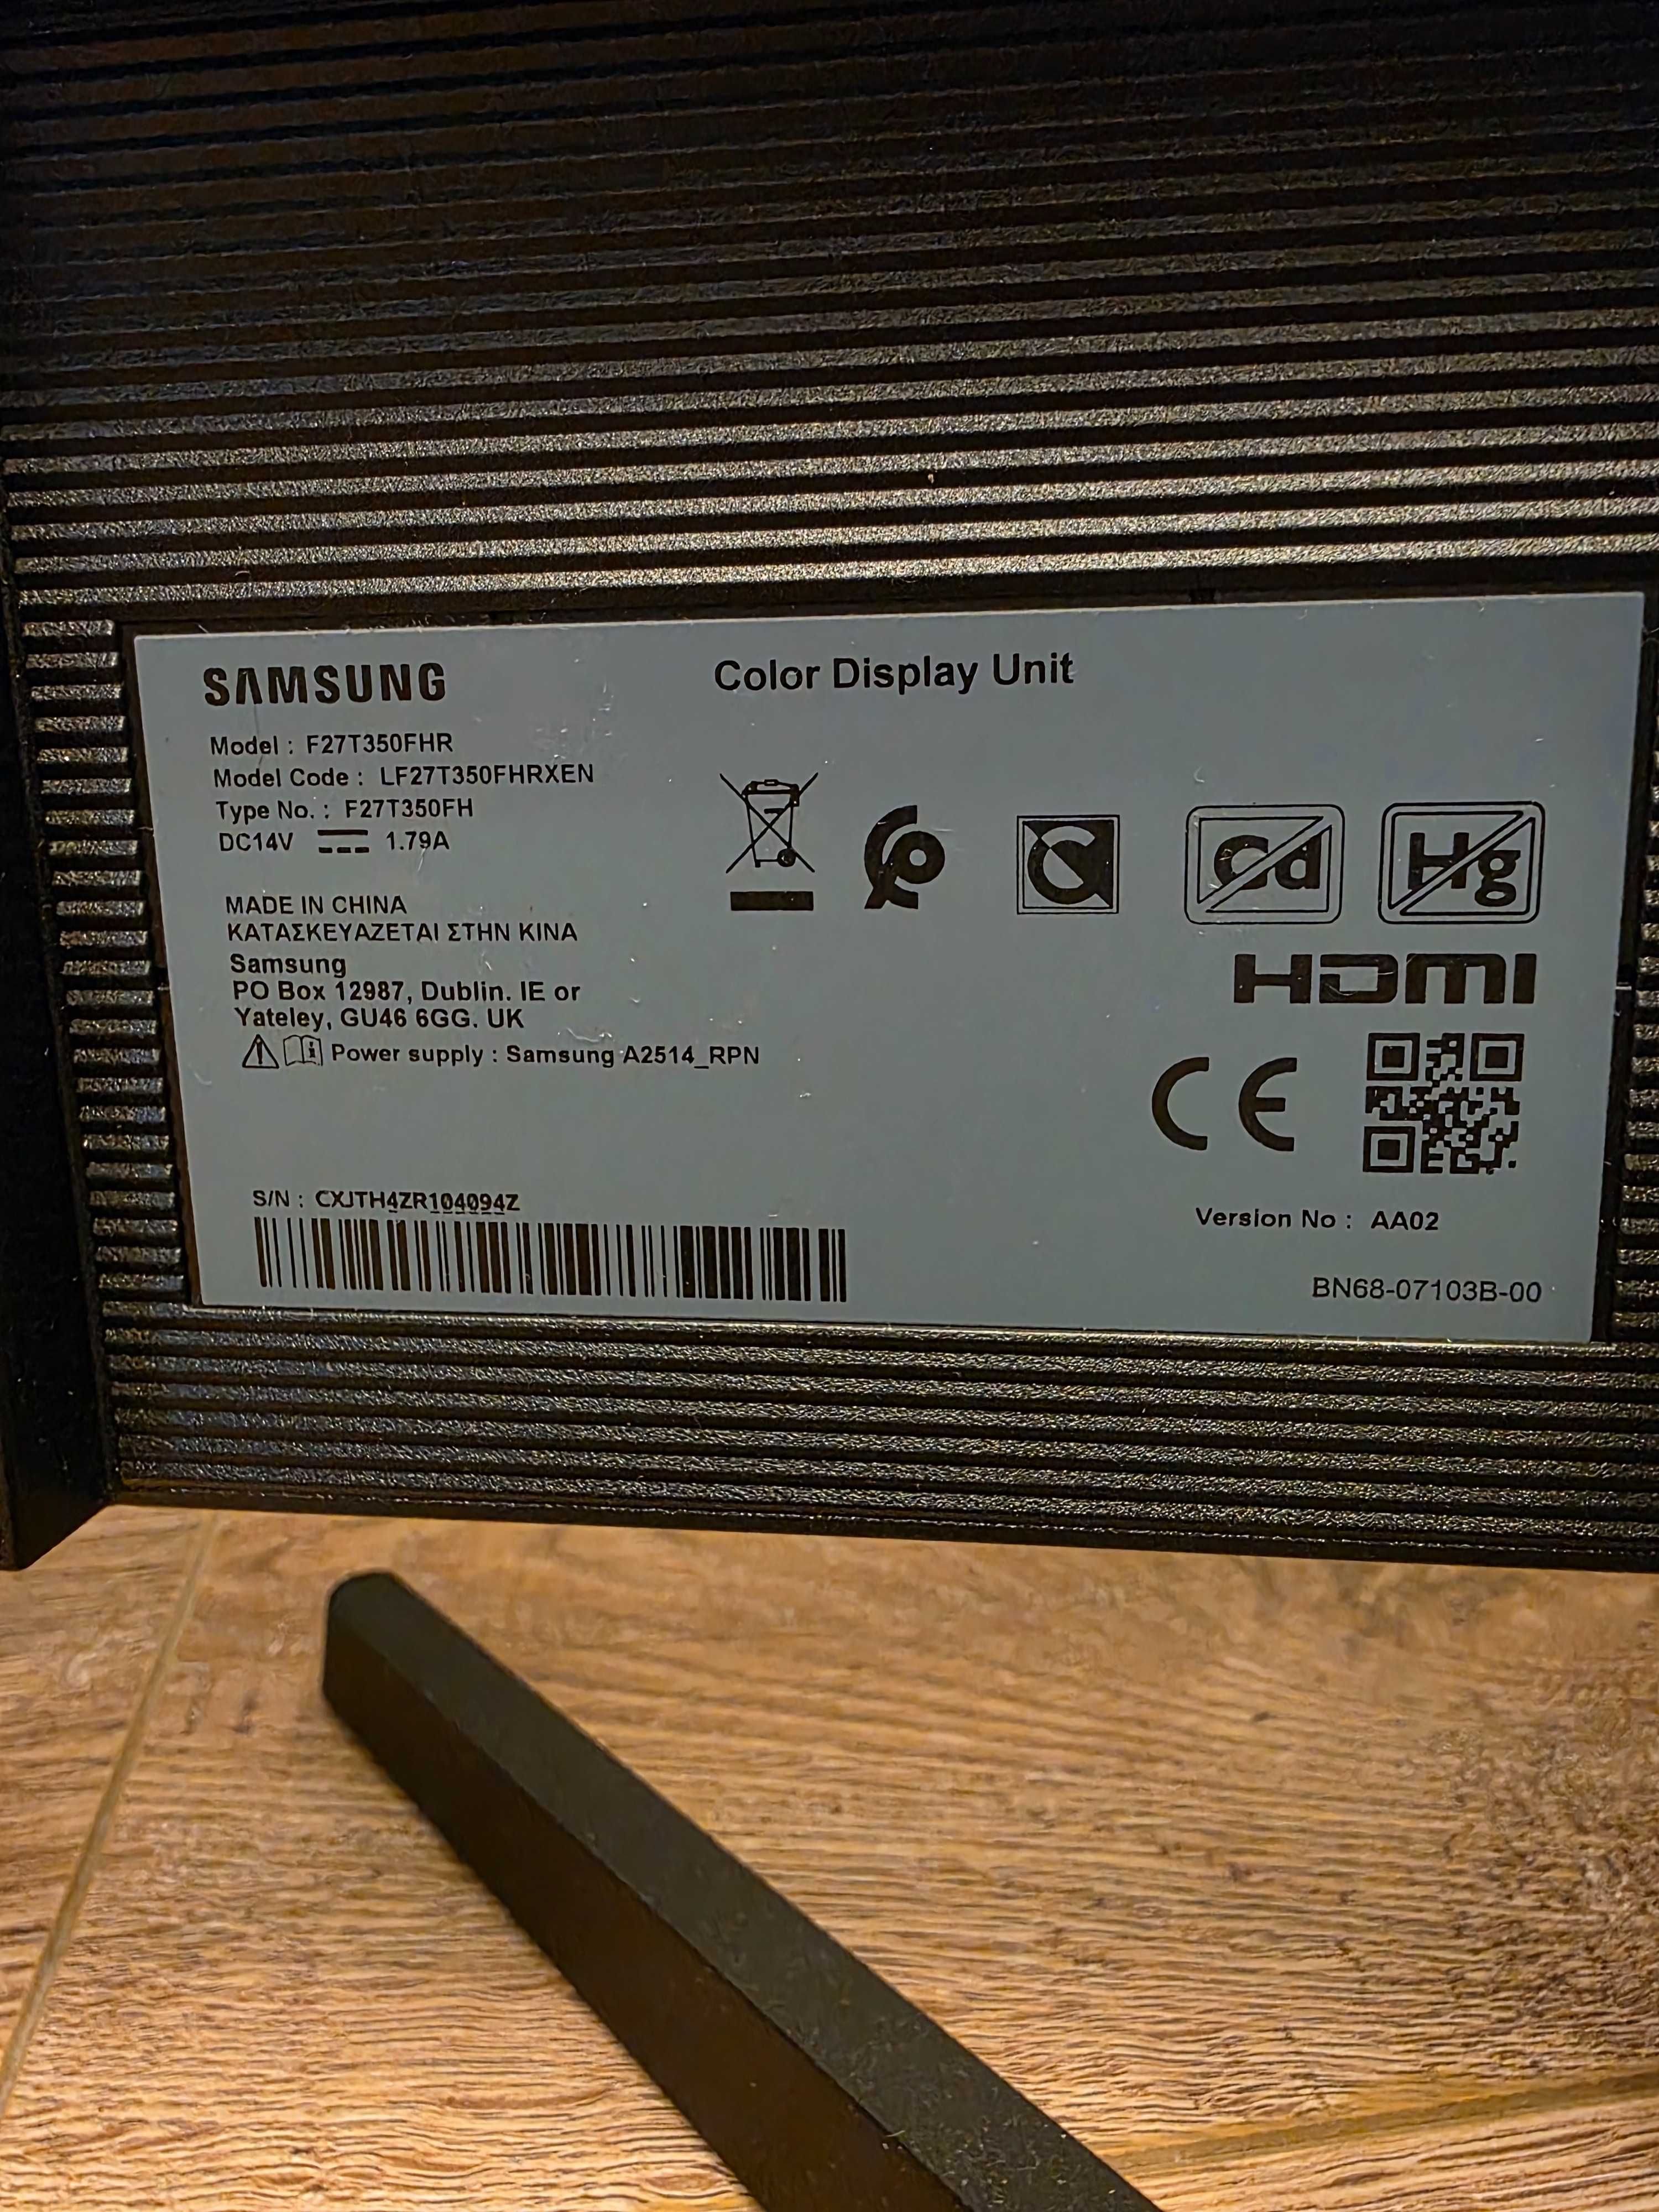 SAMSUNG
Color Display Unit
Model : F27T350FHR
Model Code : LF27T350FHRXEN
Type No. : F27T350FH
DC14V 1.79A
MADE IN CHINA
ΚΑΤΑΣΚΕΥΑΖΕΤΑΙ ΣΤΗΝ ΚΙΝΑ
Samsung
PO Box 12987, Dublin. IE or
Yateley, GU46 6GG. UK
Power supply : Samsung A2514_RPN
Cd
Hg
HDMI
CE
S/N : CXJTH4ZR104094Z
Version No : AA02
BN68-07103B-00